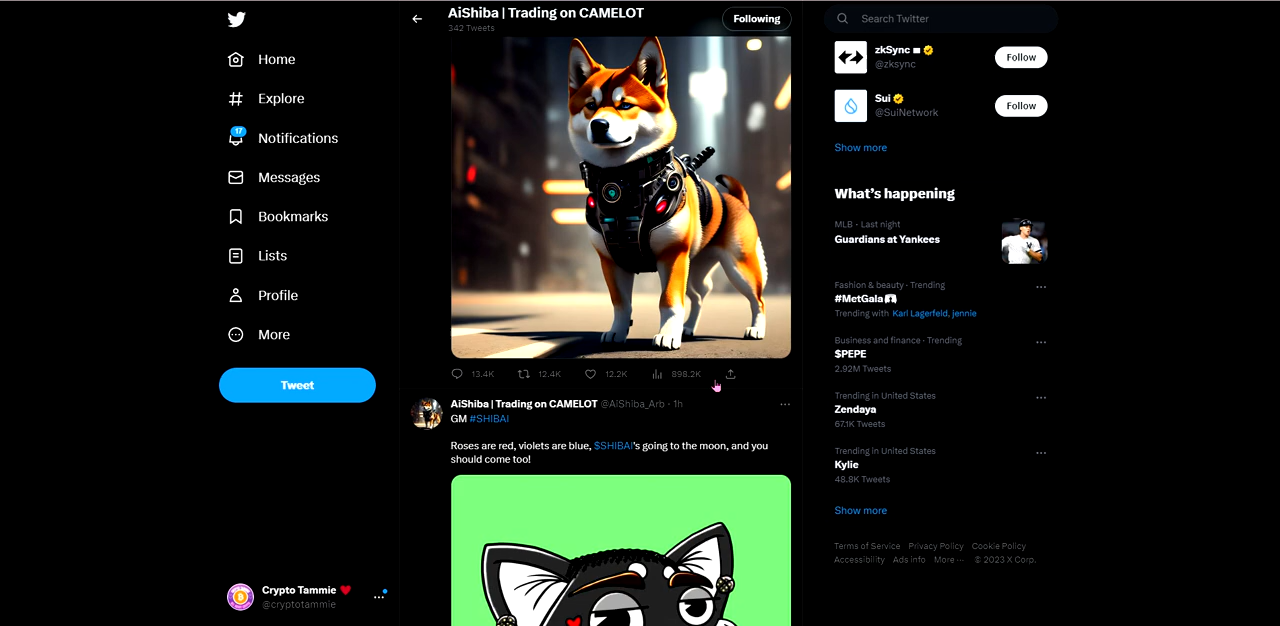 AiShiba | Trading on CAMELOT
342 Tweets
Following
Search Twitter
Home
Explore
17
Notifications
Messages
Bookmarks
Lists
Profile
More
Tweet
Crypto Tammie
@cryptotammie
13.4K 12.4K 12.2K 898.2K
AiShiba | Trading on CAMELOT @AiShiba_Arb · 1h
GM #SHIBAI
Roses are red, violets are blue, $SHIBAI's going to the moon, and you
should come too!
zkSync
@zksync
Follow
Sui
@SuiNetwork
Follow
Show more
What's happening
MLB · Last night
Guardians at Yankees
Fashion & beauty · Trending
#MetGala
Trending with Karl Lagerfeld, jennie
Business and finance · Trending
$PEPE
2.92M Tweets
Trending in United States
Zendaya
67.1K Tweets
Trending in United States
Kylie
48.8K Tweets
Show more
Terms of Service Privacy Policy Cookie Policy
Accessibility Ads info More ··· © 2023 X Corp.